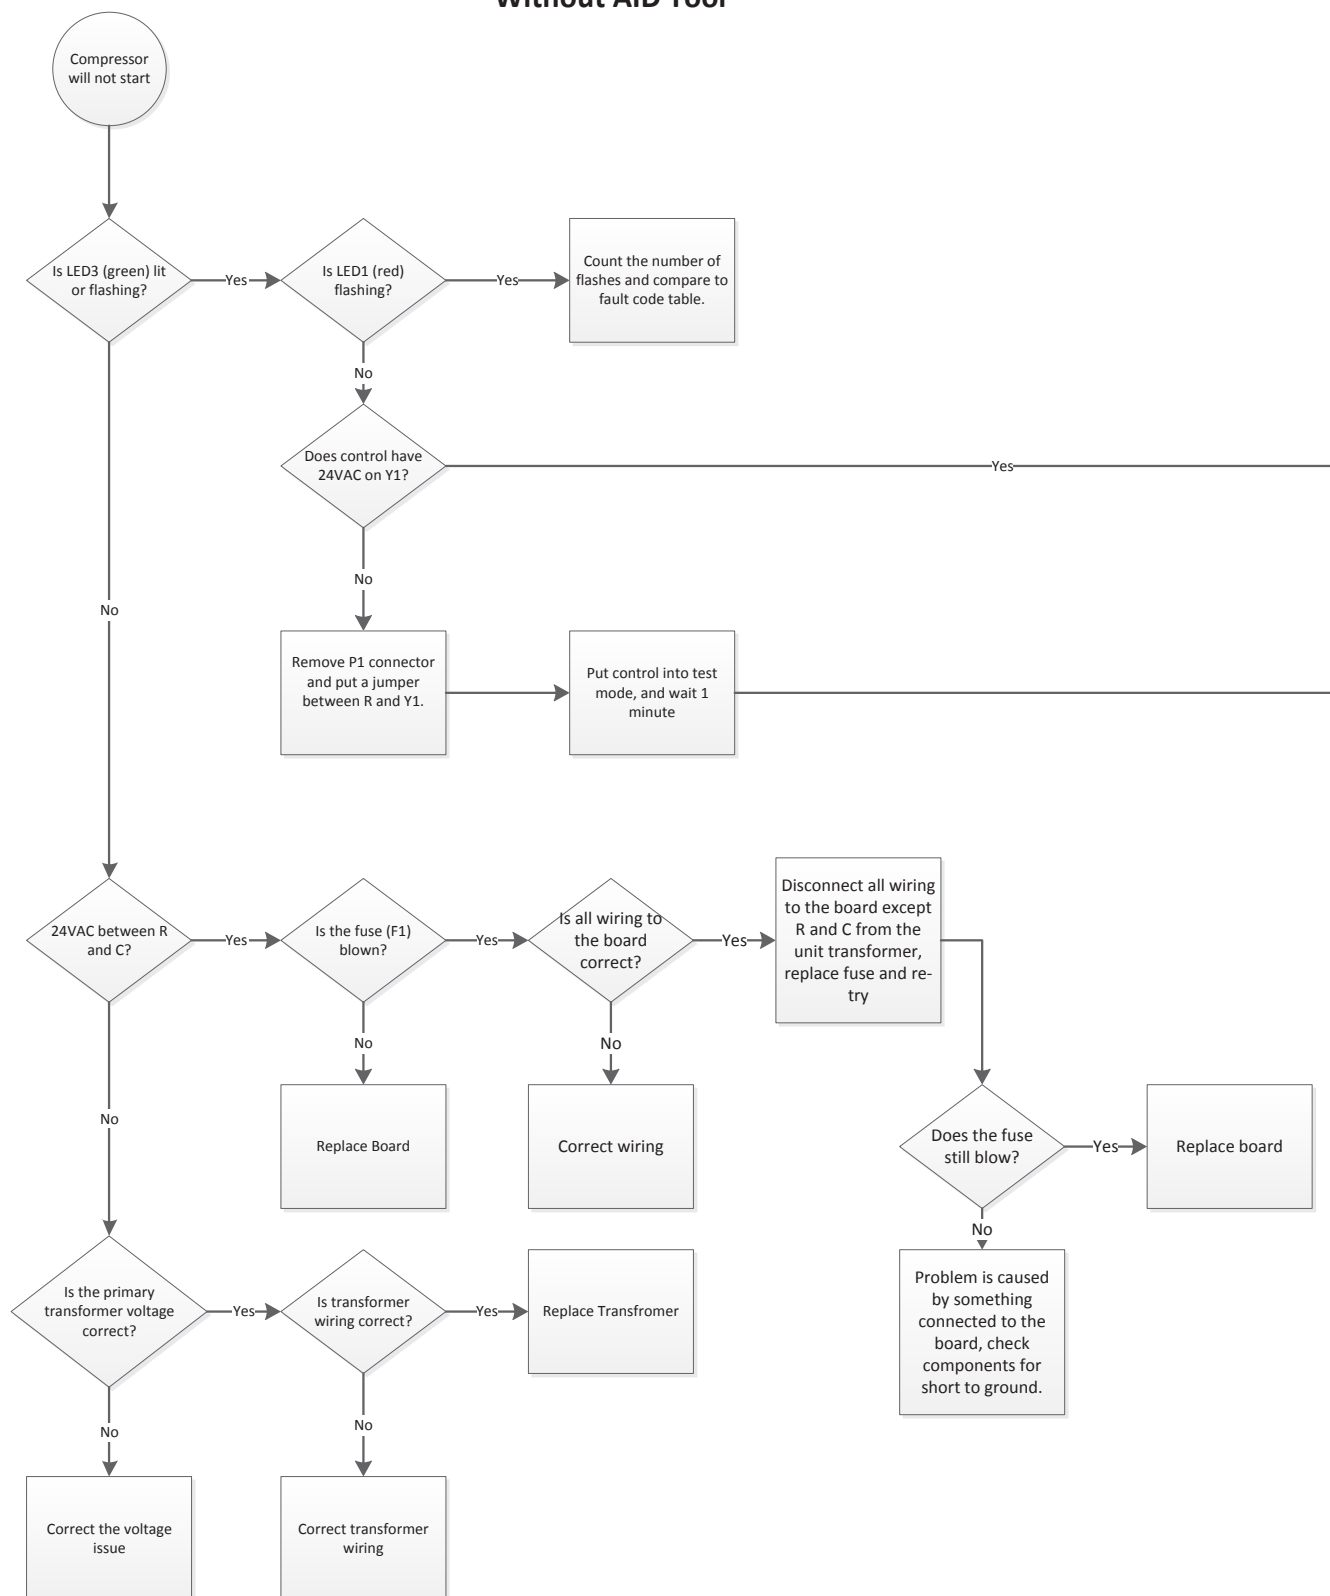 Without AID Tool
Compressor
will not start
Is LED3 (green) lit
or flashing?
Yes
Is LED1 (red)
flashing?
Yes
Count the number of
flashes and compare to
fault code table.
No
Does control have
24VAC on Y1?
Yes
No
No
Remove P1 connector
and put a jumper
between R and Y1.
Put control into test
mode, and wait 1
minute
24VAC between R
and C?
Yes
Is the fuse (F1)
blown?
Yes
Is all wiring to
the board
correct?
Yes
Disconnect all wiring
to the board except
R and C from the
unit transformer,
replace fuse and re-
try
No
No
No
Replace Board
Correct wiring
Does the fuse
still blow?
Yes
Replace board
No
Is the primary
transformer voltage
correct?
Yes
Is transformer
wiring correct?
Yes
Replace Transfromer
Problem is caused
by something
connected to the
board, check
components for
short to ground.
No
No
Correct the voltage
issue
Correct transformer
wiring